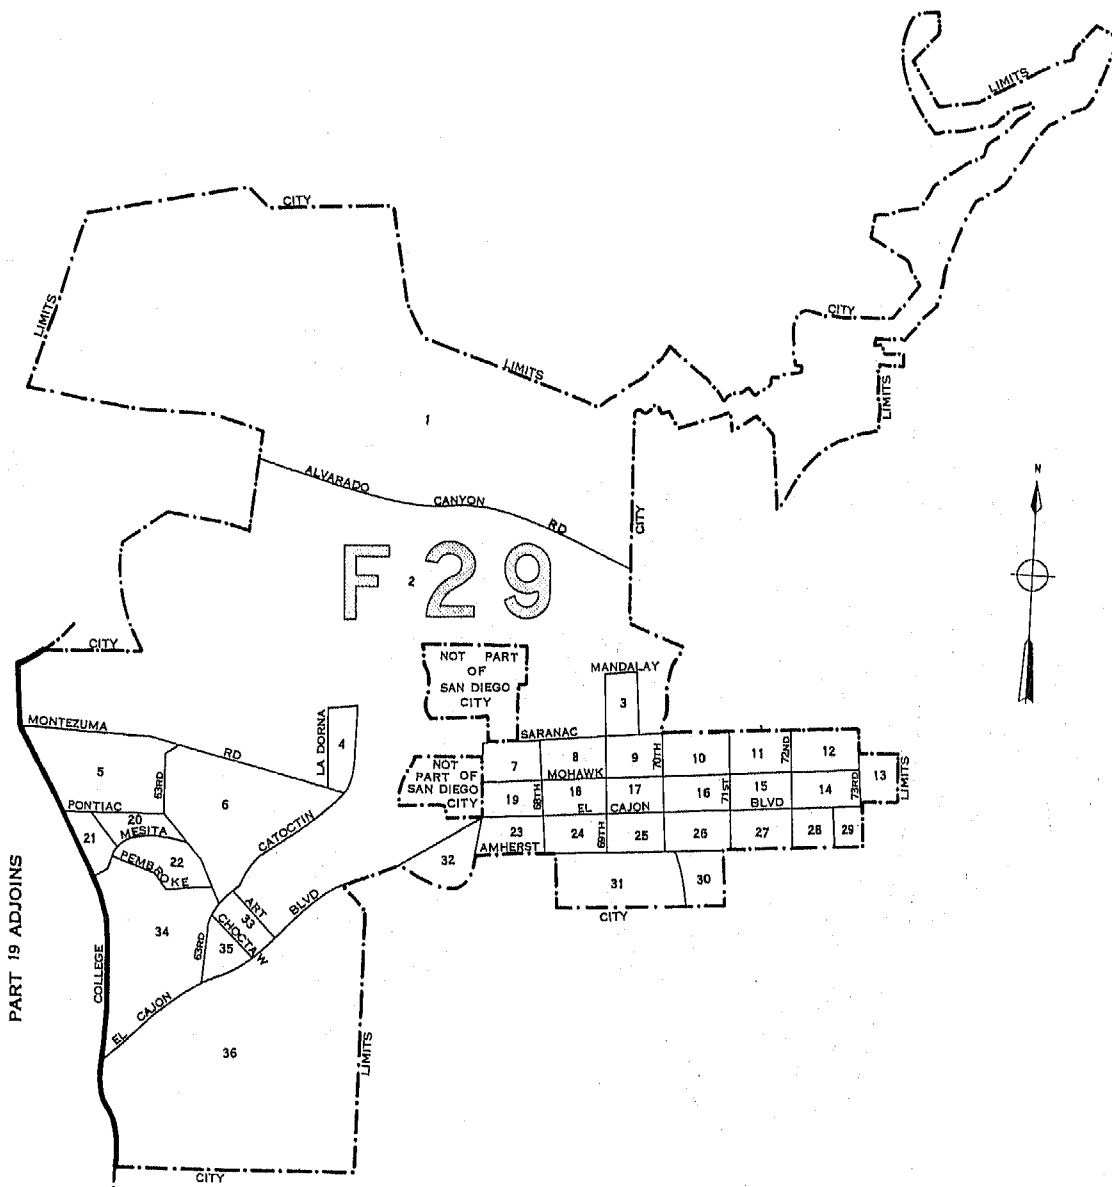 LIMITS
CITY
LIMITS
CITY
LIMITS
LIMITS
1
ALVARADO CANYON RD
CITY
N
F 29
2
CITY
NOT PART
OF
SAN DIEGO
CITY
MANDALAY
3
MONTEZUMA RD
LA DORNA
4
SARANAC
70TH
72ND
7
8
9
10
11
12
5
63RD
6
NOT
PART OF
SAN DIEGO
CITY
MOHAWK
13
LIMITS
19
68TH
18
17
16
71ST
15
14
73RD
EL CAJON BLVD
PONTIAC
20
MESITA
21
PEMBROKE
22
CATOCTIN
32
23
AMHERST
24
69TH
25
26
27
28
29
31
30
CITY
ART
33
CHOCTAW
34
63RD
35
EL CAJON BLVD
COLLEGE
PART 19 ADJOINS
36
LIMITS
CITY